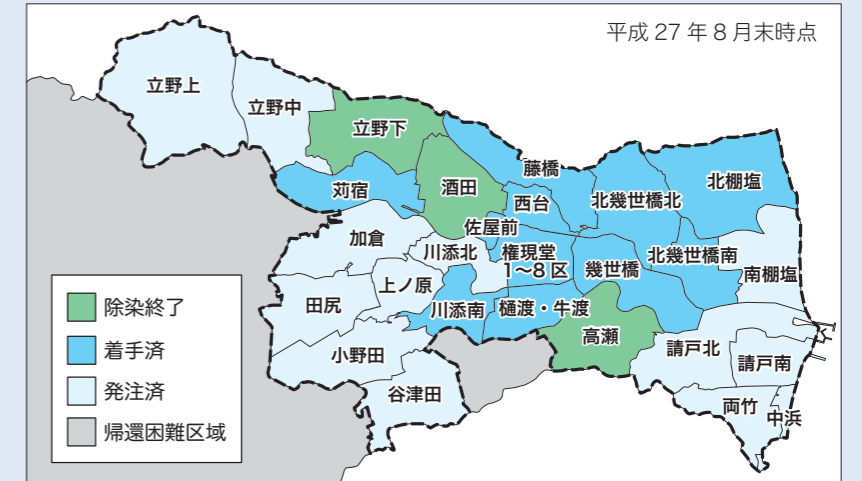 平成 27 年 8 月末時点
立野上
立野中
立野下
藤橋
苅宿
酒田
西台
北幾世橋北
北棚塩
佐屋前
加倉
川添北
権現堂
1〜8 区
幾世橋
北幾世橋南
南棚塩
上ノ原
田尻
川添南
樋渡・牛渡
高瀬
小野田
請戸北
請戸南
谷津田
両竹
中浜
除染終了
着手済
発注済
帰還困難区域